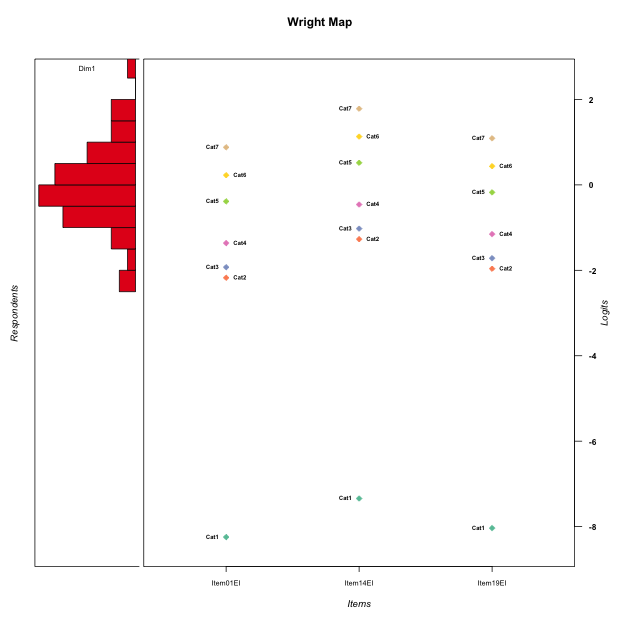 Wright Map
Dim1
Respondents
Cat7
Cat6
Cat5
Cat4
Cat3
Cat2
Cat1
Cat7
Cat6
Cat5
Cat4
Cat3
Cat2
Cat1
Cat7
Cat6
Cat5
Cat4
Cat3
Cat2
Cat1
2
0
-2
-4
-6
-8
Logits
Item01EI
Item14EI
Item19EI
Items